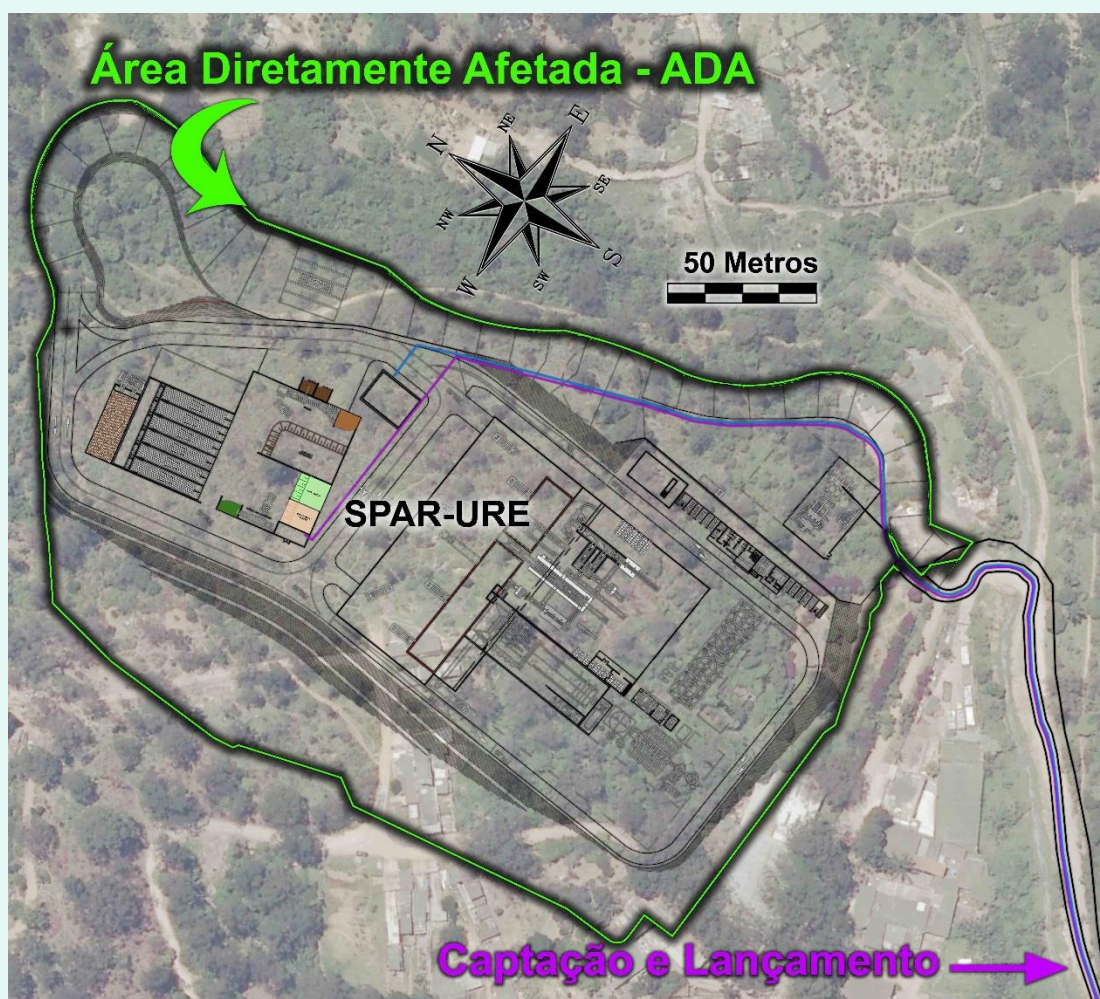 Área Diretamente Afetada - ADA
N
NE
E
NW
SE
W
SW
S
50 Metros
SPAR-URE
Captação e Lançamento